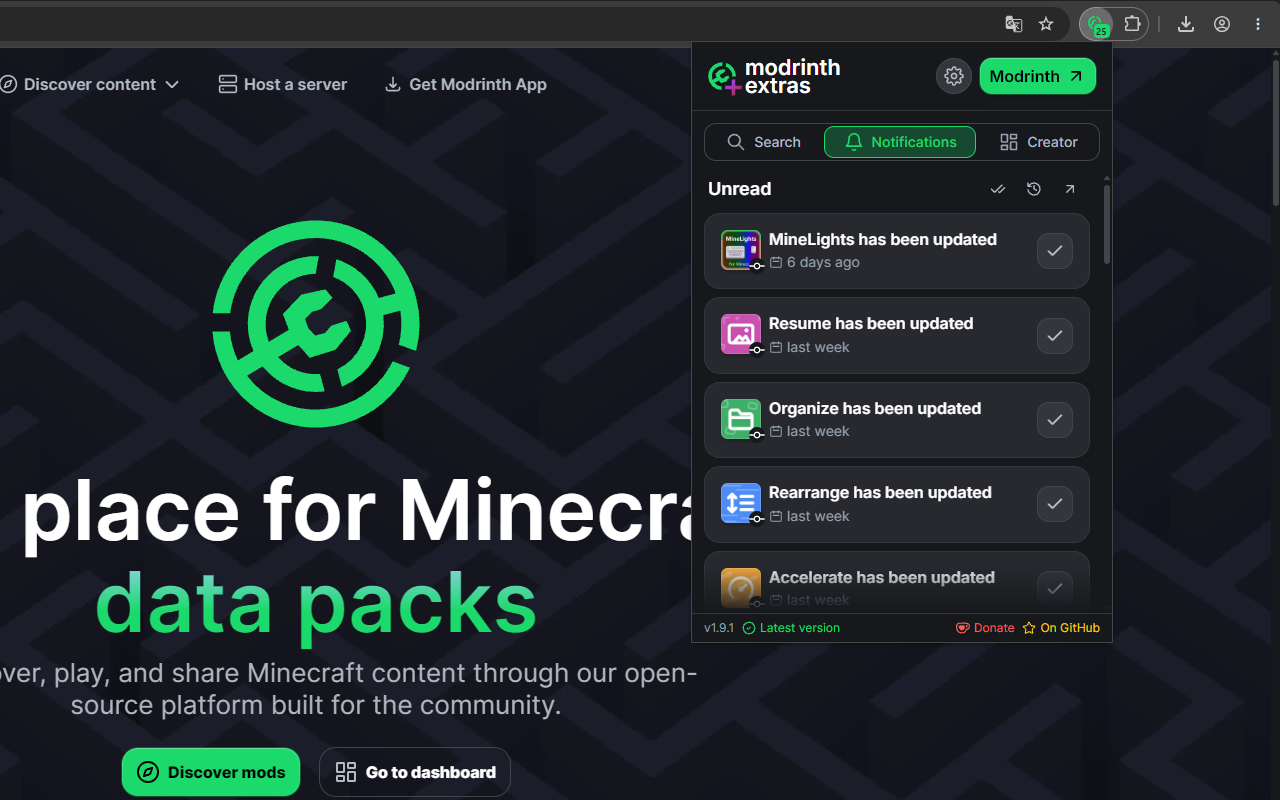 25
Discover content
Host a server
Get Modrinth App
place for Minecra
data packs
over, play, and share Minecraft content through our open-
source platform built for the community.
Discover mods
Go to dashboard
modrinth
extras
Modrinth
Search
Notifications
Creator
Unread
MineLights
MineLights has been updated
6 days ago
Resume has been updated
last week
Organize has been updated
last week
Rearrange has been updated
last week
Accelerate has been updated
last week
v1.9.1
Latest version
Donate
On GitHub